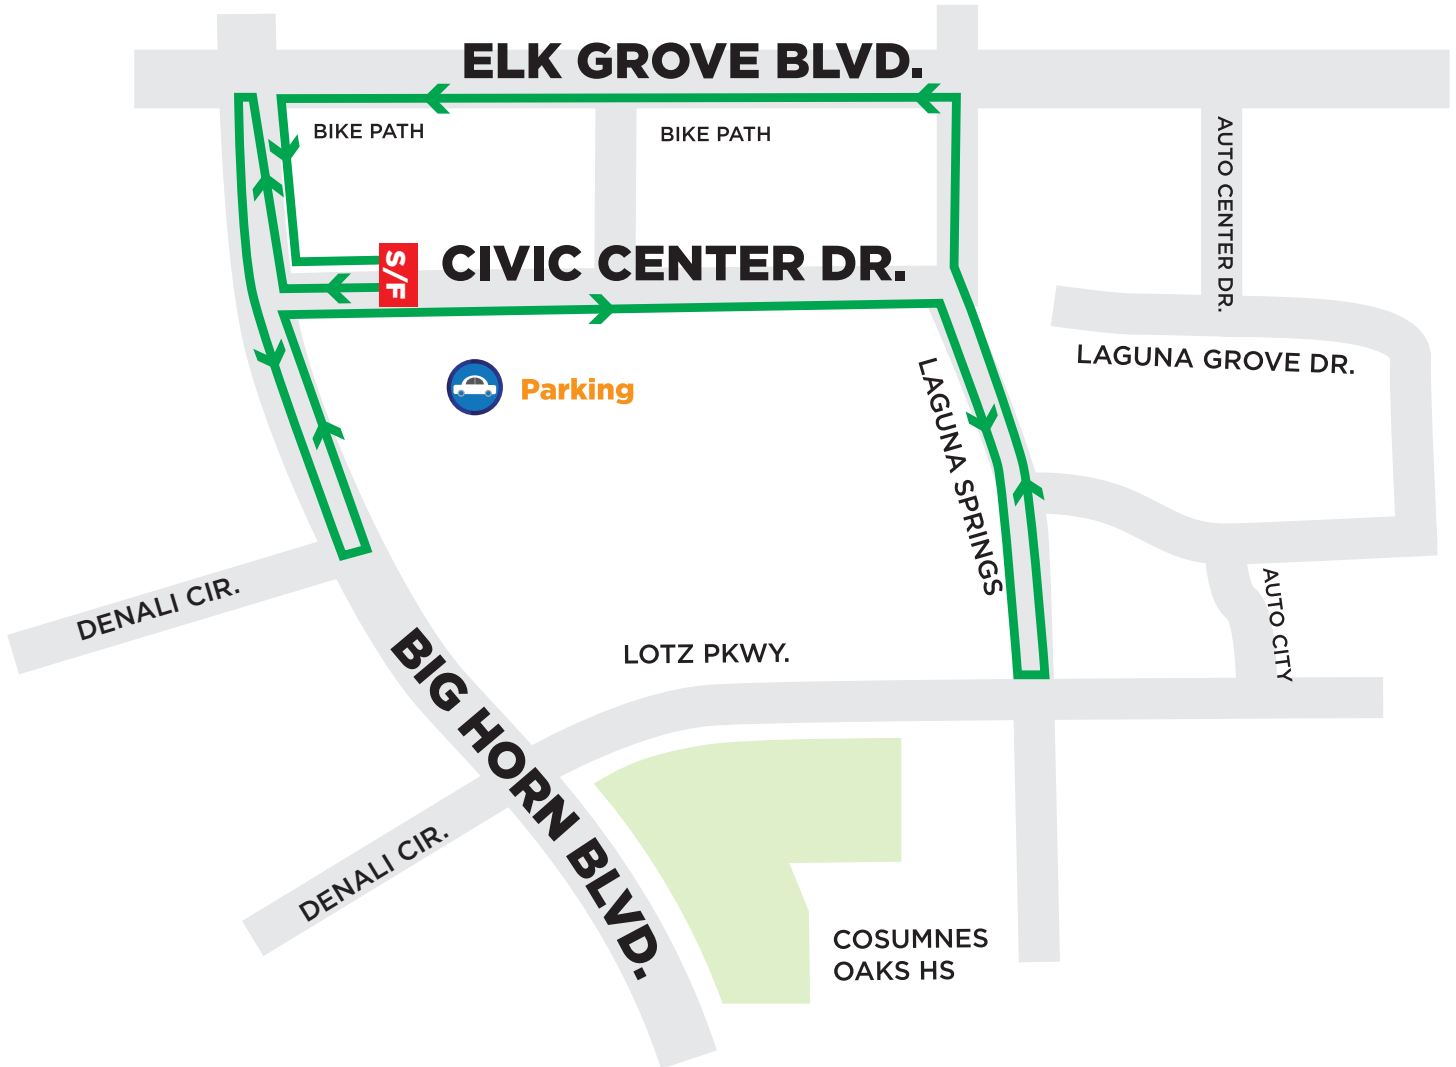 ELK GROVE BLVD.
BIKE PATH
BIKE PATH
AUTO CENTER DR.
S/F
CIVIC CENTER DR.
LAGUNA GROVE DR.
Parking
LAGUNA SPRINGS
DENALI CIR.
AUTO CITY
LOTZ PKWY.
BIG HORN BLVD.
DENALI CIR.
COSUMNES
OAKS HS